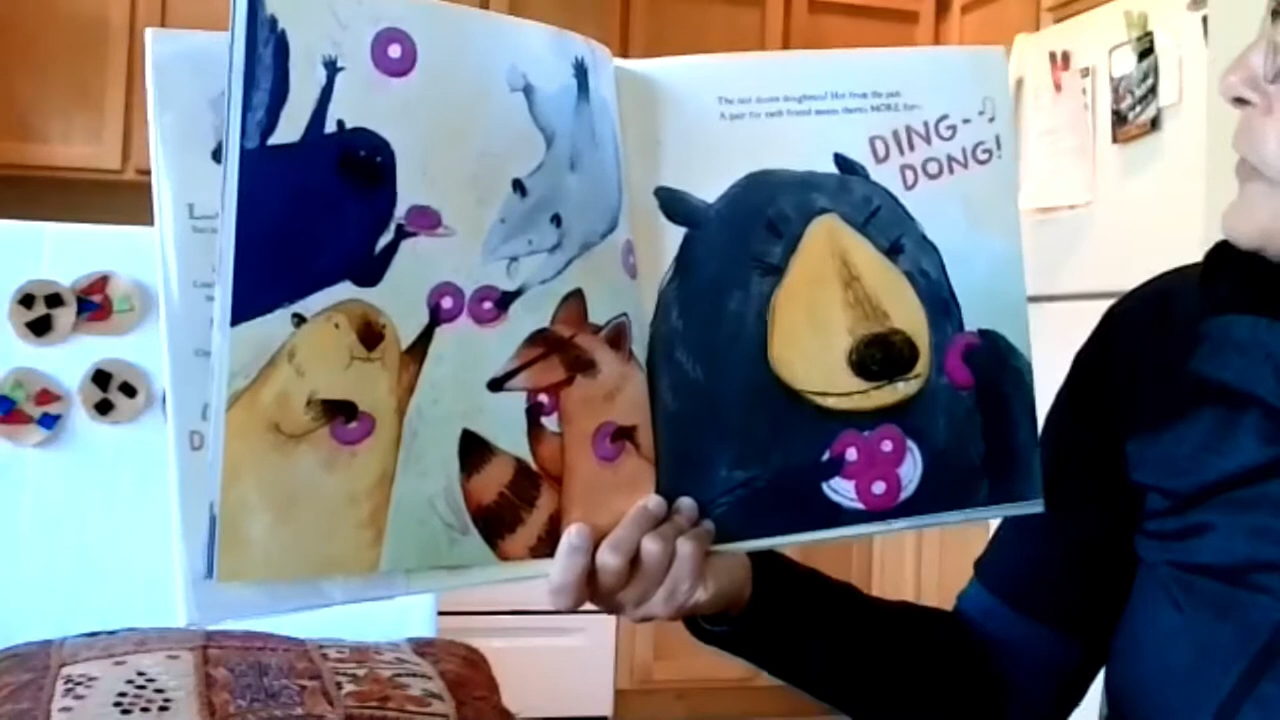 The next dozen doughnuts! Hot from the pan.
A pair for each friend means there's MORE for...
DING-
DONG!